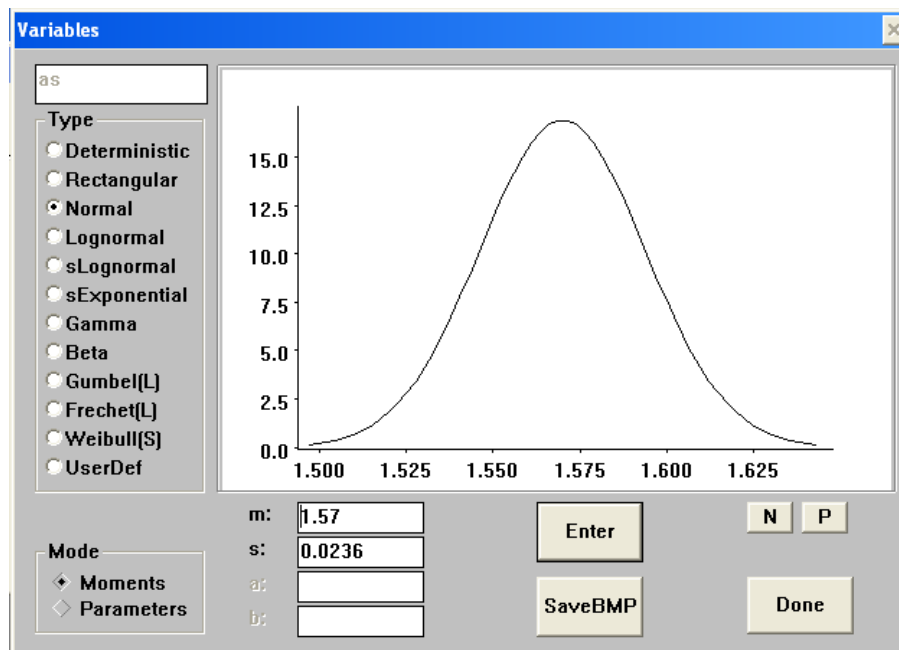 Variables
as
Type
Deterministic
Rectangular
Normal
Lognormal
sLognormal
sExponential
Gamma
Beta
Gumbel(L)
Frechet(L)
Weibull(S)
UserDef
15.0
12.5
10.0
7.5
5.0
2.5
0.0
1.500 1.525 1.550 1.575 1.600 1.625
m: 1.57
s: 0.0236
a:
b:
Mode
Moments
Parameters
Enter
SaveBMP
N P
Done